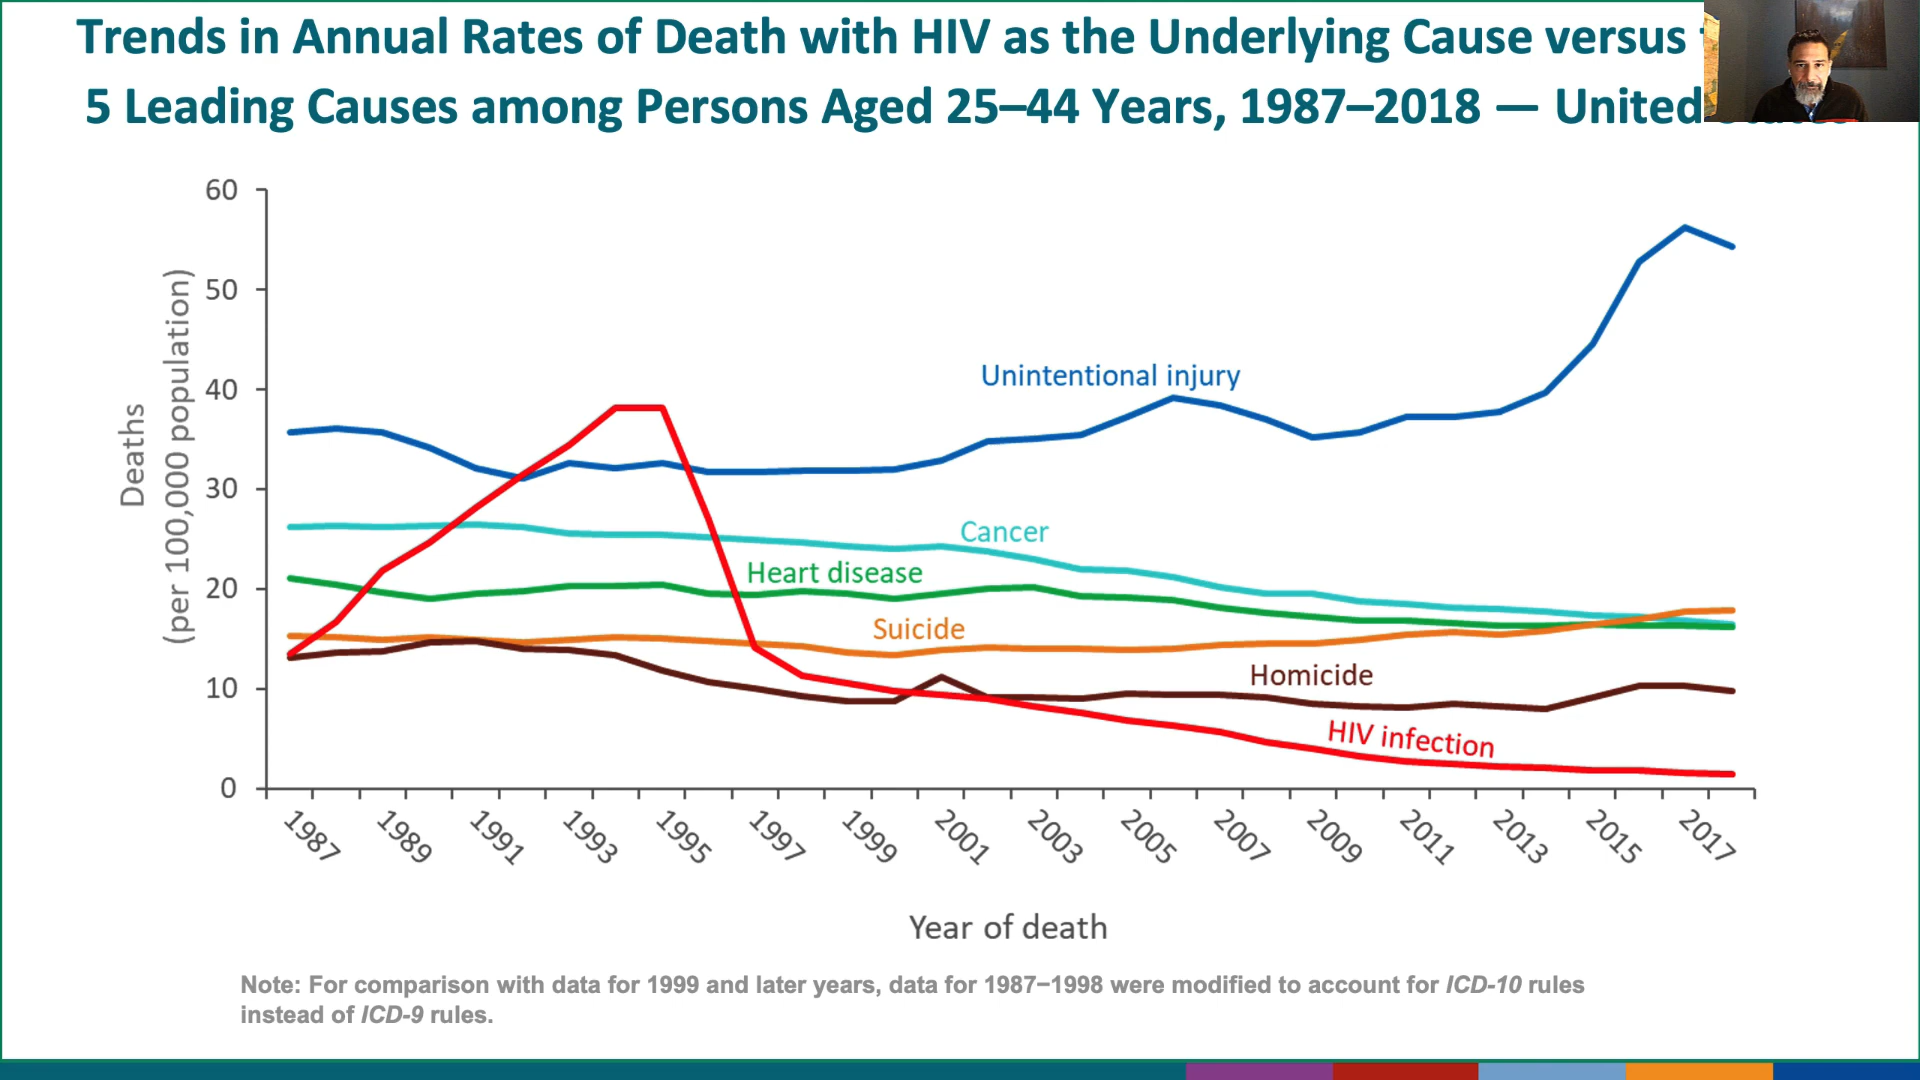 Trends in Annual Rates of Death with HIV as the Underlying Cause versus
5 Leading Causes among Persons Aged 25–44 Years, 1987–2018 — United
60
50
40
30
20
10
0
Deaths
(per 100,000 population)
Unintentional injury
Cancer
Heart disease
Suicide
Homicide
HIV infection
1987
1989
1991
1993
1995
1997
1999
2001
2003
2005
2007
2009
2011
2013
2015
2017
Year of death
Note: For comparison with data for 1999 and later years, data for 1987–1998 were modified to account for ICD-10 rules
instead of ICD-9 rules.